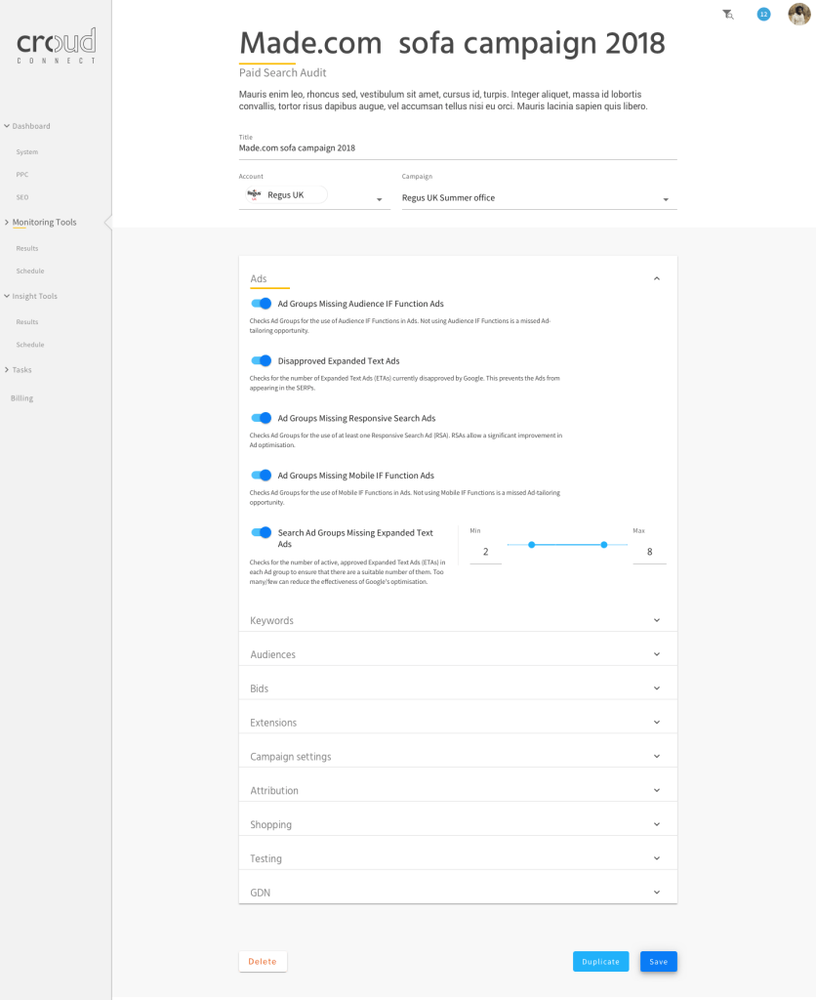 croud
CONNECT
Dashboard
System
PPC
SEO
Monitoring Tools
Results
Schedule
Insight Tools
Results
Schedule
Tasks
Billing
12
Made.com sofa campaign 2018
Paid Search Audit
Mauris enim leo, rhoncus sed, vestibulum sit amet, cursus id, turpis. Integer aliquet, massa id lobortis
convallis, tortor risus dapibus augue, vel accumsan tellus nisi eu orci. Mauris lacinia sapien quis libero.
Title
Made.com sofa campaign 2018
Account
Campaign
Regus UK
Regus UK Summer office
Ads
Ad Groups Missing Audience IF Function Ads
Checks Ad Groups for the use of Audience IF Functions in Ads. Not using Audience IF Functions is a missed Ad-
tailoring opportunity.
Disapproved Expanded Text Ads
Checks for the number of Expanded Text Ads (ETAs) currently disapproved by Google. This prevents the Ads from
appearing in the SERPs.
Ad Groups Missing Responsive Search Ads
Checks Ad Groups for the use of at least one Responsive Search Ad (RSA). RSAs allow a significant improvement in
Ad optimisation.
Ad Groups Missing Mobile IF Function Ads
Checks Ad Groups for the use of Mobile IF Functions in Ads. Not using Mobile IF Functions is a missed Ad-tailoring
opportunity.
Search Ad Groups Missing Expanded Text
Ads
Checks for the number of active, approved Expanded Text Ads (ETAs) in
each Ad group to ensure that there are a suitable number of them. Too
many/few can reduce the effectiveness of Google's optimisation.
Min
Max
2
8
Keywords
Audiences
Bids
Extensions
Campaign settings
Attribution
Shopping
Testing
GDN
Delete
Duplicate
Save